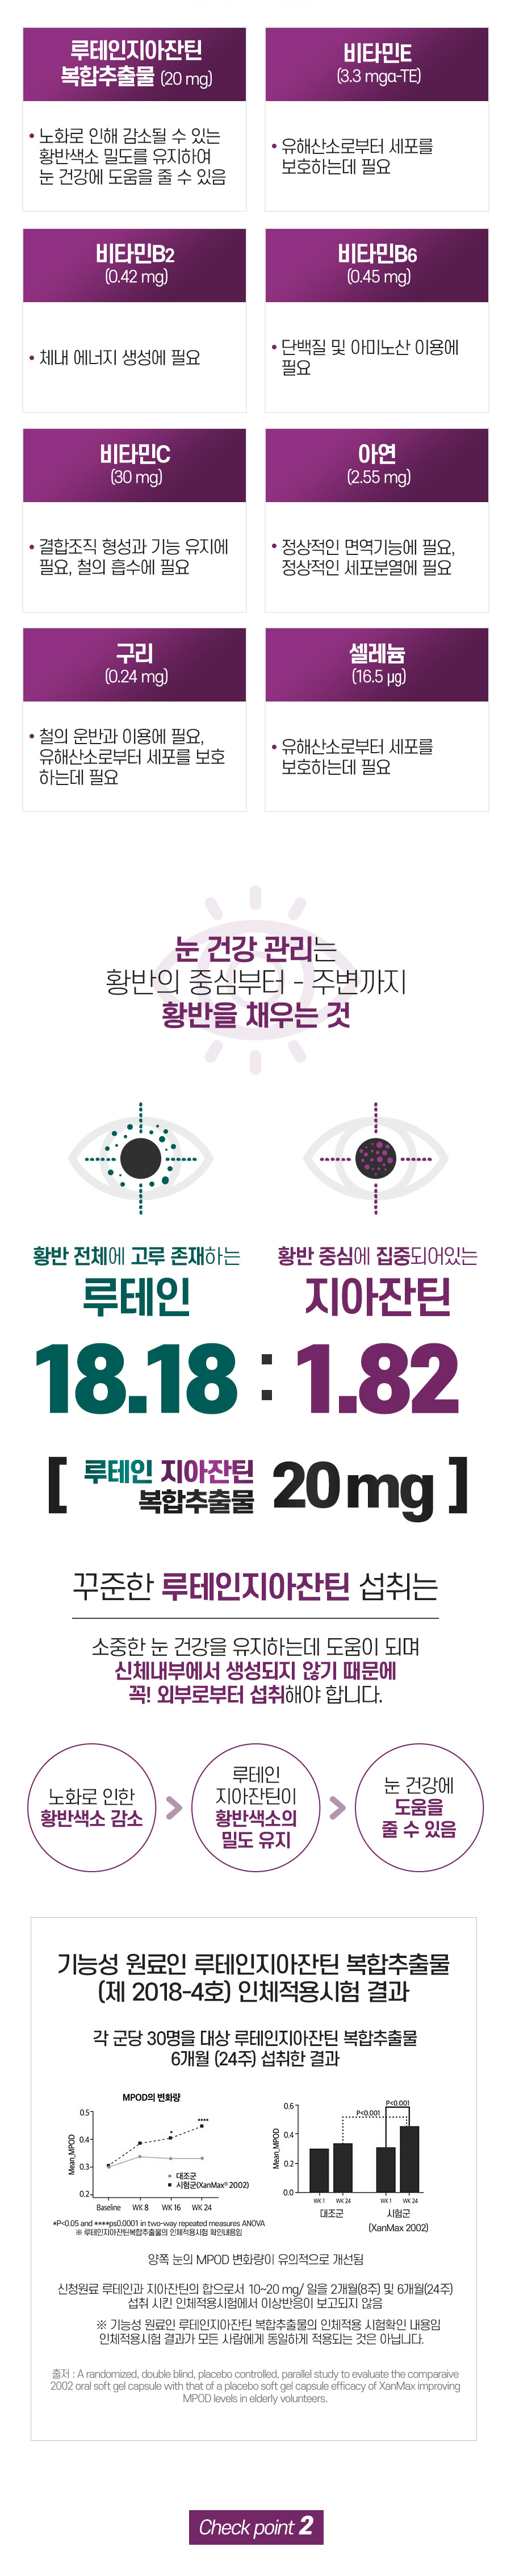 루테인지아잔틴
복합추출물 (20 mg)
• 노화로 인해 감소될 수 있는
황반색소 밀도를 유지하여
눈 건강에 도움을 줄 수 있음
비타민E
(3.3 mgα-TE)
• 유해산소로부터 세포를
보호하는데 필요
비타민B2
(0.42 mg)
• 체내 에너지 생성에 필요
비타민B6
(0.45 mg)
• 단백질 및 아미노산 이용에
필요
비타민C
(30 mg)
• 결합조직 형성과 기능 유지에
필요, 철의 흡수에 필요
아연
(2.55 mg)
• 정상적인 면역기능에 필요,
정상적인 세포분열에 필요
구리
(0.24 mg)
• 철의 운반과 이용에 필요,
유해산소로부터 세포를 보호
하는데 필요
셀레늄
(16.5 μg)
• 유해산소로부터 세포를
보호하는데 필요
눈 건강 관리는
황반의 중심부터 - 주변까지
황반을 채우는 것
황반 전체에 고루 존재하는
루테인
황반 중심에 집중되어있는
지아잔틴
18.18 : 1.82
[ 루테인 지아잔틴
복합추출물 20mg ]
꾸준한 루테인지아잔틴 섭취는
소중한 눈 건강을 유지하는데 도움이 되며
신체내부에서 생성되지 않기 때문에
꼭! 외부로부터 섭취해야 합니다.
노화로 인한
황반색소 감소
>
루테인
지아잔틴이
황반색소의
밀도 유지
>
눈 건강에
도움을
줄 수 있음
기능성 원료인 루테인지아잔틴 복합추출물
(제 2018-4호) 인체적용시험 결과
각 군당 30명을 대상 루테인지아잔틴 복합추출물
6개월 (24주) 섭취한 결과
MPOD의 변화량
Mean_MPOD
0.5
0.4
0.3
0.2
*
****
대조군
시험군(XanMax® 2002)
Baseline WK 8 WK 16 WK 24
*P<0.05 and ****p≤0.0001 in two-way repeated measures ANOVA
※ 루테인지아잔틴복합추출물의 인체적용시험 확인내용임
Mean_MPOD
0.6
0.4
0.2
0.0
P<0.001
P<0.001
WK 1 WK 24 WK 1 WK 24
대조군 시험군
(XanMax 2002)
양쪽 눈의 MPOD 변화량이 유의적으로 개선됨
신청원료 루테인과 지아잔틴의 합으로서 10~20 mg/ 일을 2개월(8주) 및 6개월(24주)
섭취 시킨 인체적용시험에서 이상반응이 보고되지 않음
※ 기능성 원료인 루테인지아잔틴 복합추출물의 인체적용 시험확인 내용임
인체적용시험 결과가 모든 사람에게 동일하게 적용되는 것은 아닙니다.
출저 : A randomized, double blind, placebo controlled, parallel study to evaluate the comparaive
2002 oral soft gel capsule with that of a placebo soft gel capsule efficacy of XanMax improving
MPOD levels in elderly volunteers.
Check point 2